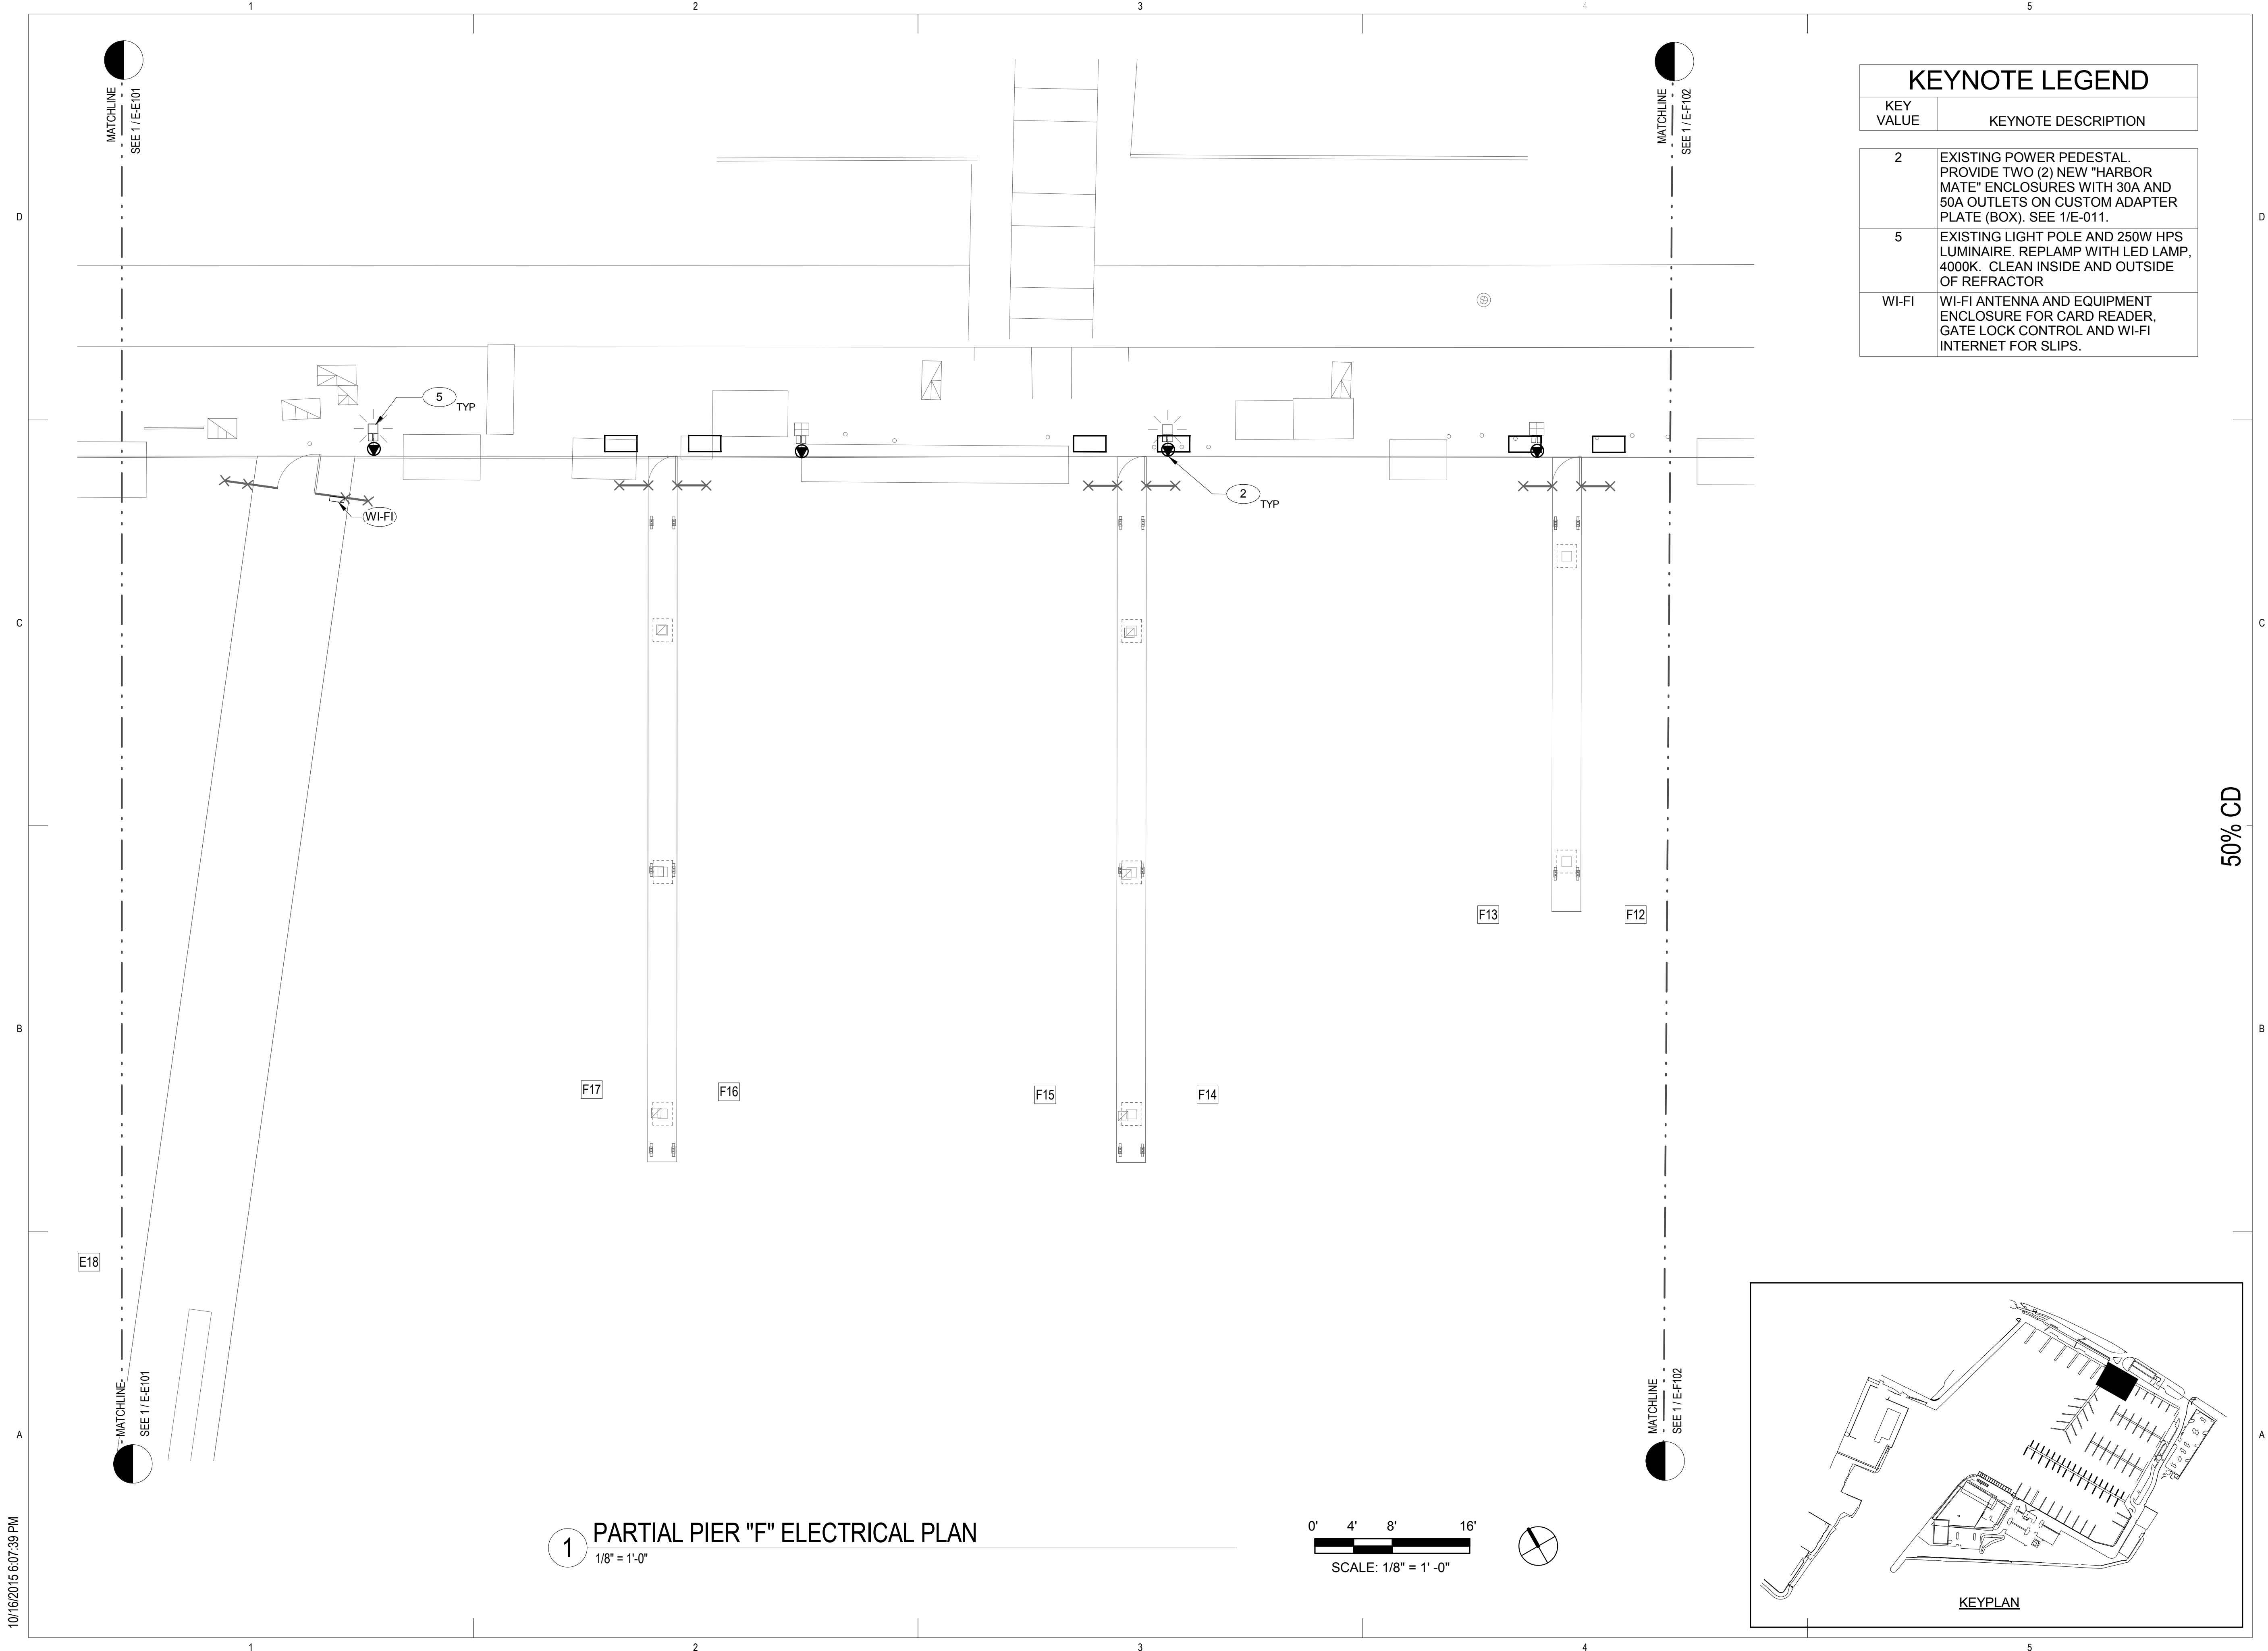 1
2
3
4
5
MATCHLINE
SEE 1 / E-E101
MATCHLINE
SEE 1 / E-F102
KEYNOTE LEGEND
KEY
VALUE
KEYNOTE DESCRIPTION
2
EXISTING POWER PEDESTAL.
PROVIDE TWO (2) NEW "HARBOR
MATE" ENCLOSURES WITH 30A AND
50A OUTLETS ON CUSTOM ADAPTER
PLATE (BOX). SEE 1/E-011.
5
EXISTING LIGHT POLE AND 250W HPS
LUMINAIRE. REPLAMP WITH LED LAMP,
4000K. CLEAN INSIDE AND OUTSIDE
OF REFRACTOR
WI-FI
WI-FI ANTENNA AND EQUIPMENT
ENCLOSURE FOR CARD READER,
GATE LOCK CONTROL AND WI-FI
INTERNET FOR SLIPS.
D
D
5
TYP
2
TYP
WI-FI
C
C
50% CD
F13
F12
B
B
F17
F16
F15
F14
E18
MATCHLINE
SEE 1 / E-E101
MATCHLINE
SEE 1 / E-F102
A
A
1
PARTIAL PIER "F" ELECTRICAL PLAN
1/8" = 1'-0"
0' 4' 8' 16'
SCALE: 1/8" = 1' -0"
KEYPLAN
10/16/2015 6:07:39 PM
1
2
3
4
5